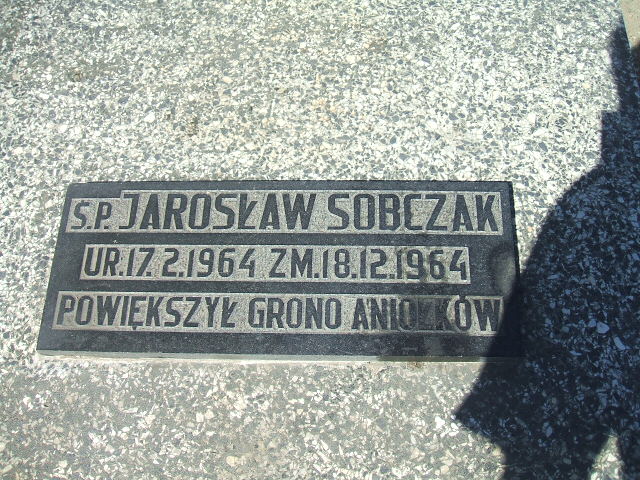 Ś.P. JAROSŁAW SOBCZAK
UR. 17. 2. 1964 ZM. 18. 12. 1964
POWIĘKSZYŁ GRONO ANIOŁKÓW